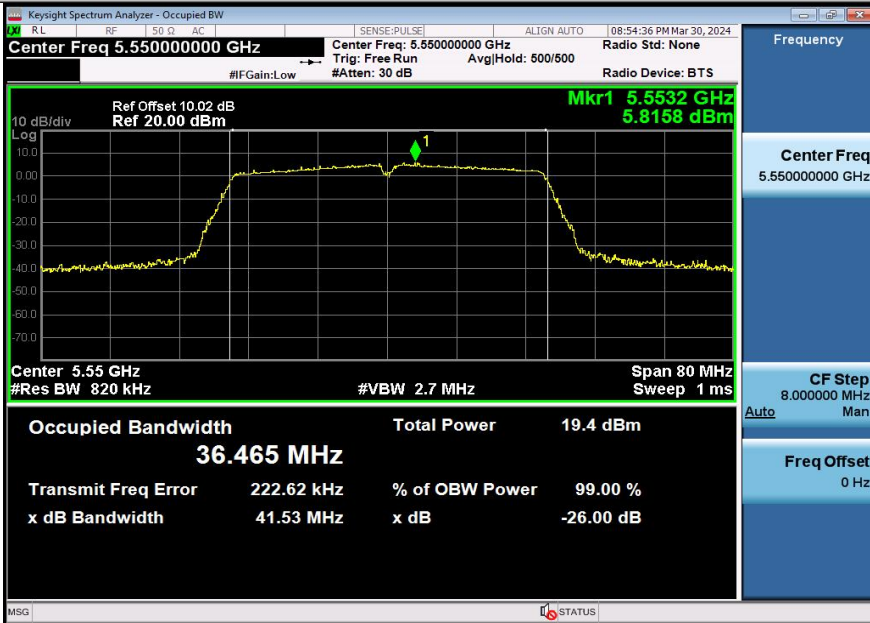 Keysight Spectrum Analyzer - Occupied BW
LXI RL RF 50 Ω AC SENSE:PULSE ALIGN AUTO 08:54:36 PM Mar 30, 2024
Center Freq 5.550000000 GHz
Center Freq: 5.550000000 GHz
Radio Std: None
Trig: Free Run Avg|Hold: 500/500
#IFGain:Low #Atten: 30 dB Radio Device: BTS
Frequency
Mkr1 5.5532 GHz
5.8158 dBm
Ref Offset 10.02 dB
10 dB/div Ref 20.00 dBm
Log
1
10.0
0.00
-10.0
-20.0
-30.0
-40.0
-50.0
-60.0
-70.0
Center 5.55 GHz Span 80 MHz
#Res BW 820 kHz #VBW 2.7 MHz Sweep 1 ms
Occupied Bandwidth Total Power 19.4 dBm
36.465 MHz
Transmit Freq Error 222.62 kHz % of OBW Power 99.00 %
x dB Bandwidth 41.53 MHz x dB -26.00 dB
Center Freq
5.550000000 GHz
CF Step
8.000000 MHz
Auto Man
Freq Offset
0 Hz
MSG STATUS